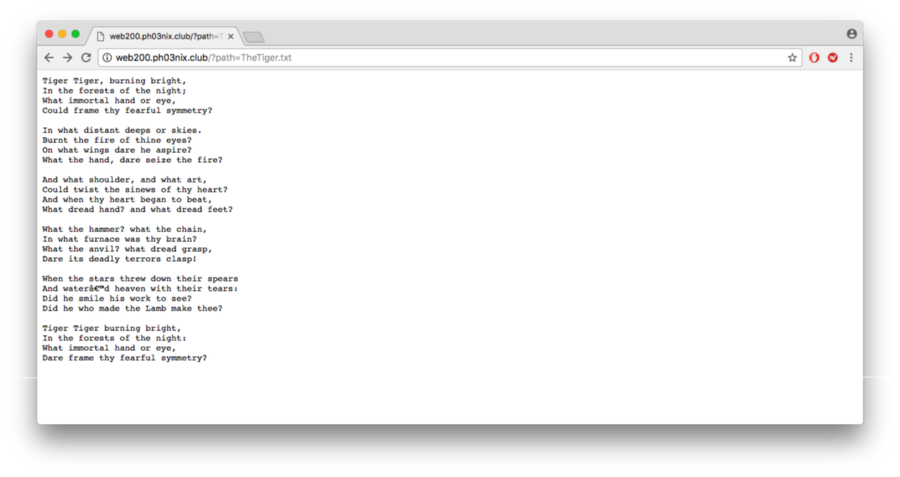 web200.ph03nix.club/?path=T
web200.ph03nix.club/?path=TheTiger.txt
Tiger Tiger, burning bright,
In the forests of the night;
What immortal hand or eye,
Could frame thy fearful symmetry?
In what distant deeps or skies.
Burnt the fire of thine eyes?
On what wings dare he aspire?
What the hand, dare seize the fire?
And what shoulder, and what art,
Could twist the sinews of thy heart?
And when thy heart began to beat,
What dread hand? and what dread feet?
What the hammer? what the chain,
In what furnace was thy brain?
What the anvil? what dread grasp,
Dare its deadly terrors clasp!
When the stars threw down their spears
And waterâ€™d heaven with their tears:
Did he smile his work to see?
Did he who made the Lamb make thee?
Tiger Tiger burning bright,
In the forests of the night:
What immortal hand or eye,
Dare frame thy fearful symmetry?